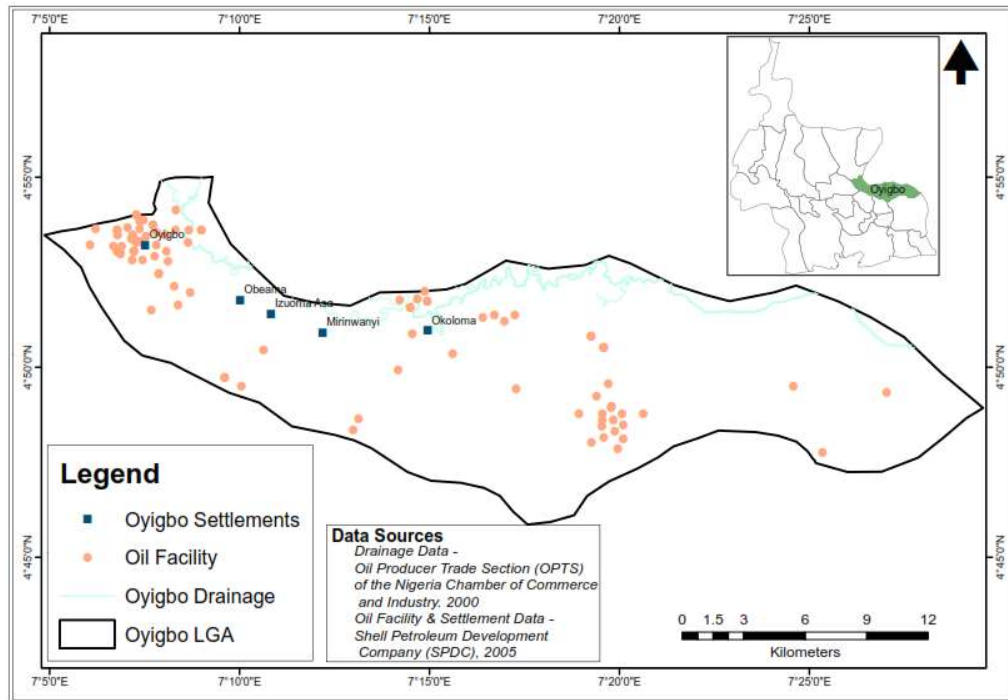 7°5'0"E 7°10'0"E 7°15'0"E 7°20'0"E 7°25'0"E
4°55'0"N 4°55'0"N
Oyigbo
Oyigbo
Obeama
Izuoma Asa
Mirinwanyi
Okoloma
4°50'0"N 4°50'0"N
Legend
Oyigbo Settlements
Oil Facility
Oyigbo Drainage
Oyigbo LGA
Data Sources
Drainage Data -
Oil Producer Trade Section (OPTS)
of the Nigeria Chamber of Commerce
and Industry. 2000
Oil Facility & Settlement Data -
Shell Petroleum Development
Company (SPDC), 2005
4°45'0"N 4°45'0"N
0 1.5 3 6 9 12
Kilometers
7°5'0"E 7°10'0"E 7°15'0"E 7°20'0"E 7°25'0"E